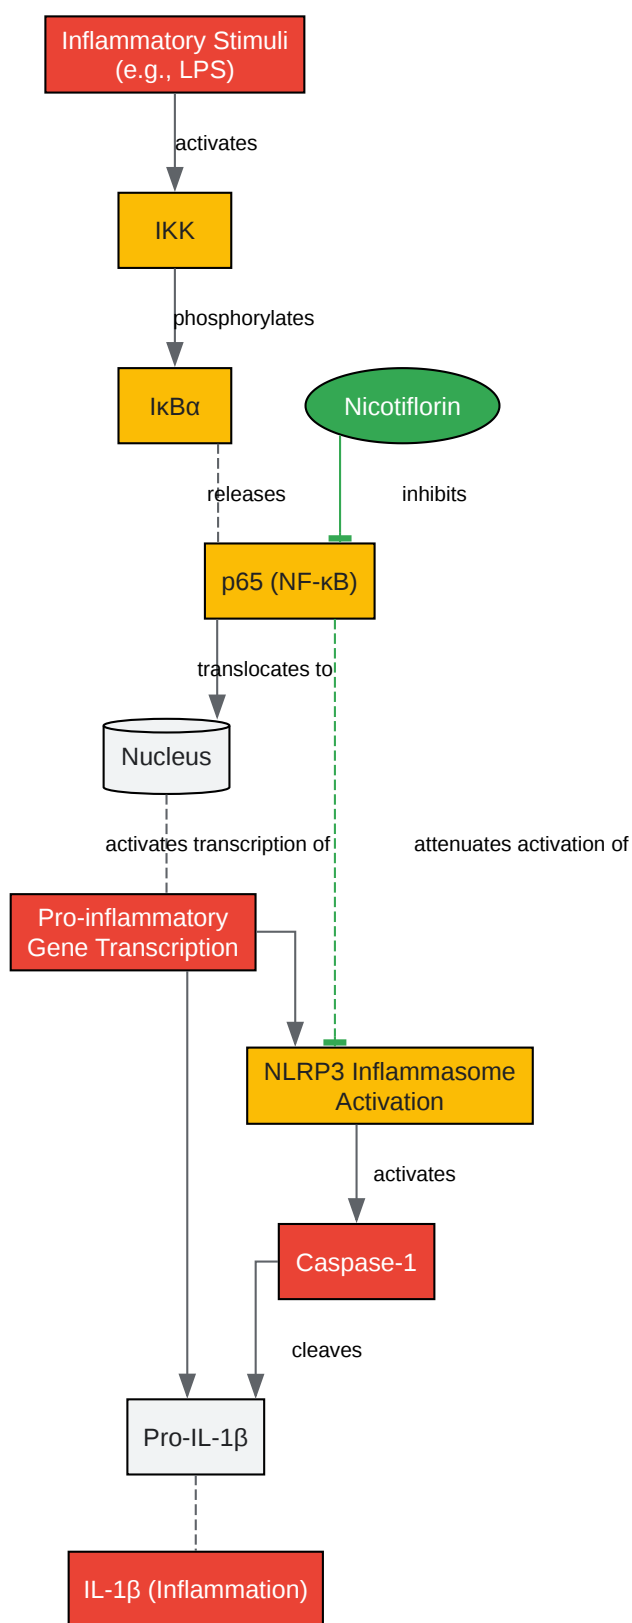 Inflammatory Stimuli
(e.g., LPS)
activates
IKK
phosphorylates
IκBα
Nicotiflorin
releases
inhibits
p65 (NF-κB)
translocates to
Nucleus
activates transcription of
attenuates activation of
Pro-inflammatory
Gene Transcription
NLRP3 Inflammasome
Activation
activates
Caspase-1
cleaves
Pro-IL-1β
IL-1β (Inflammation)